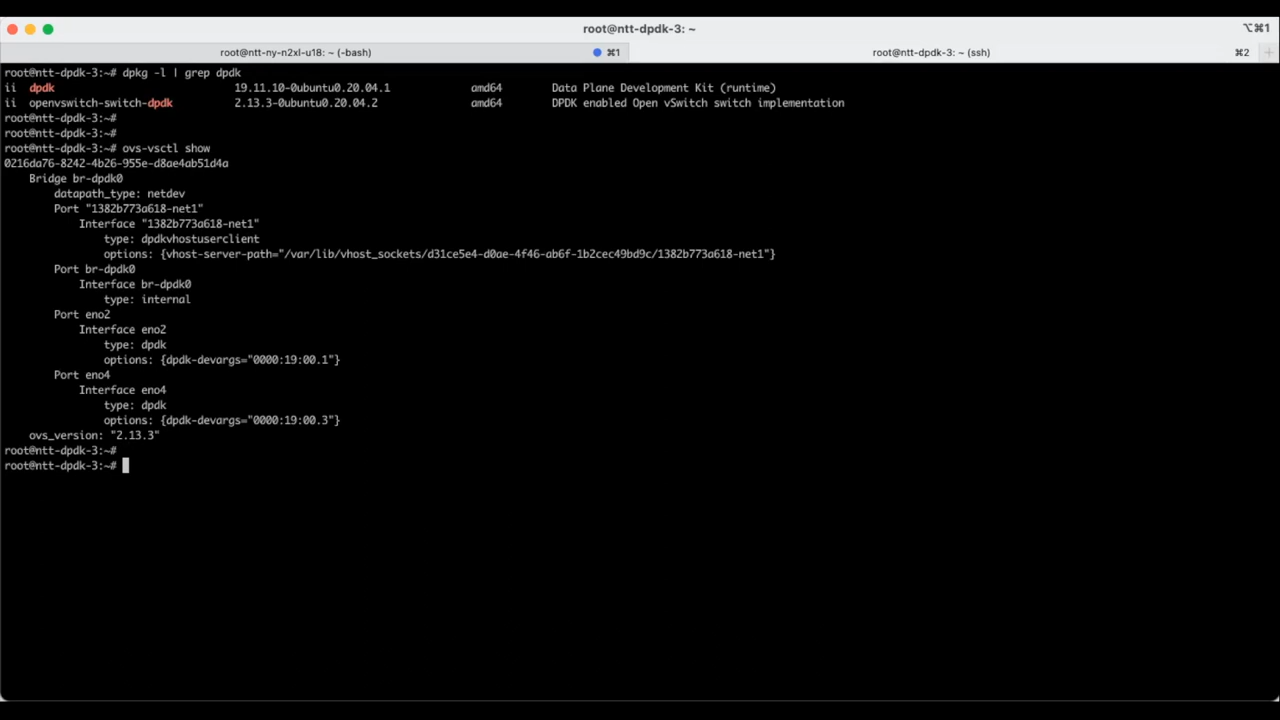 root@ntt-dpdk-3: ~
⌥⌘1
root@ntt-ny-n2xl-u18: ~ (-bash)
⌘1
root@ntt-dpdk-3: ~ (ssh)
⌘2
root@ntt-dpdk-3:~# dpkg -l | grep dpdk
ii  dpdk  19.11.10-0ubuntu0.20.04.1  amd64  Data Plane Development Kit (runtime)
ii  openvswitch-switch-dpdk  2.13.3-0ubuntu0.20.04.2  amd64  DPDK enabled Open vSwitch switch implementation
root@ntt-dpdk-3:~#
root@ntt-dpdk-3:~#
root@ntt-dpdk-3:~# ovs-vsctl show
0216da76-8242-4b26-955e-d8ae4ab51d4a
    Bridge br-dpdk0
        datapath_type: netdev
        Port "1382b773a618-net1"
            Interface "1382b773a618-net1"
                type: dpdkvhostuserclient
                options: {vhost-server-path="/var/lib/vhost_sockets/d31ce5e4-d0ae-4f46-ab6f-1b2cec49bd9c/1382b773a618-net1"}
        Port br-dpdk0
            Interface br-dpdk0
                type: internal
        Port eno2
            Interface eno2
                type: dpdk
                options: {dpdk-devargs="0000:19:00.1"}
        Port eno4
            Interface eno4
                type: dpdk
                options: {dpdk-devargs="0000:19:00.3"}
    ovs_version: "2.13.3"
root@ntt-dpdk-3:~#
root@ntt-dpdk-3:~#